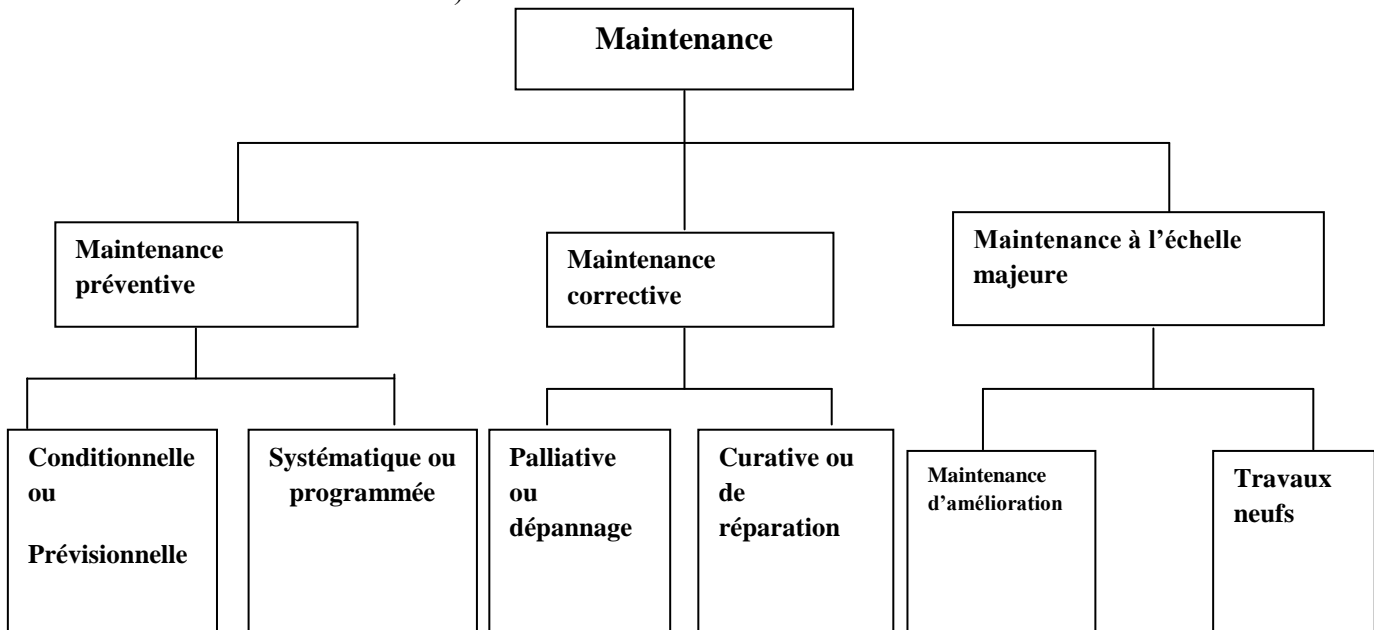 )
Maintenance
Maintenance
préventive
Maintenance
corrective
Maintenance à l’échelle
majeure
Conditionnelle
ou
Prévisionnelle
Systématique ou
programmée
Palliative
ou
dépannage
Curative ou
de
réparation
Maintenance
d’amélioration
Travaux
neufs